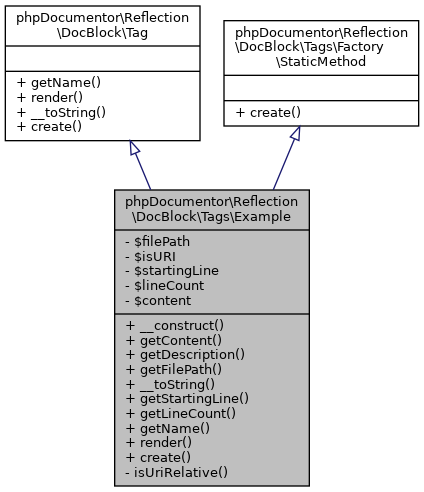 phpDocumentor\Reflection
\DocBlock\Tag
+ getName()
+ render()
+ __toString()
+ create()
phpDocumentor\Reflection
\DocBlock\Tags\Factory
\StaticMethod
+ create()
phpDocumentor\Reflection
\DocBlock\Tags\Example
- $filePath
- $isURI
- $startingLine
- $lineCount
- $content
+ __construct()
+ getContent()
+ getDescription()
+ getFilePath()
+ __toString()
+ getStartingLine()
+ getLineCount()
+ getName()
+ render()
+ create()
- isUriRelative()